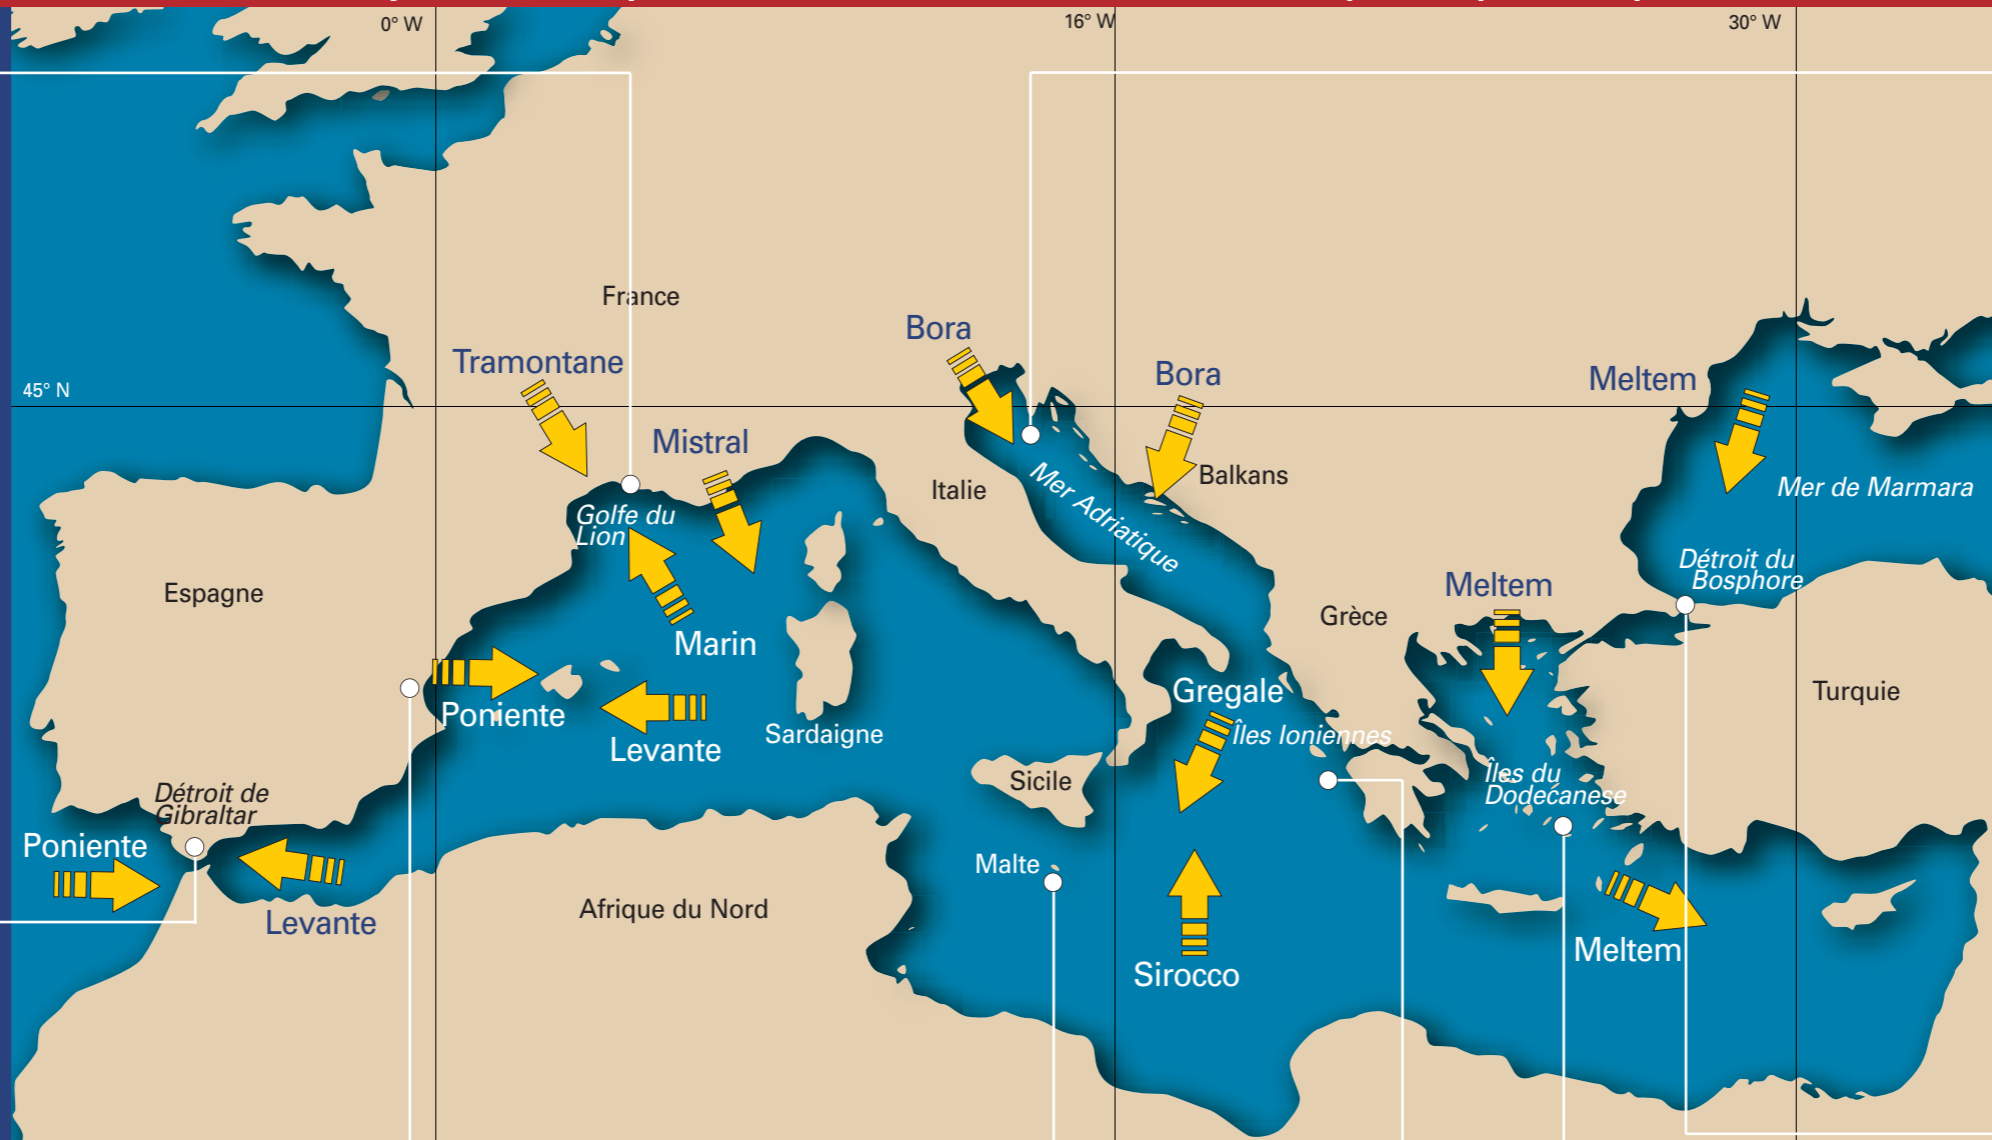 0° W
16° W
30° W
France
Bora
Tramontane
Bora
Meltem
45° N
Mistral
Balkans
Italie
Mer Adriatique
Mer de Marmara
Golfe du
Lion
Détroit du
Bosphore
Espagne
Meltem
Grèce
Marin
Turquie
Gregale
Poniente
Îles Ioniennes
Sardaigne
Levante
Sicile
Îles du
Dodecanese
Détroit de
Gibraltar
Poniente
Malte
Afrique du Nord
Levante
Meltem
Sirocco